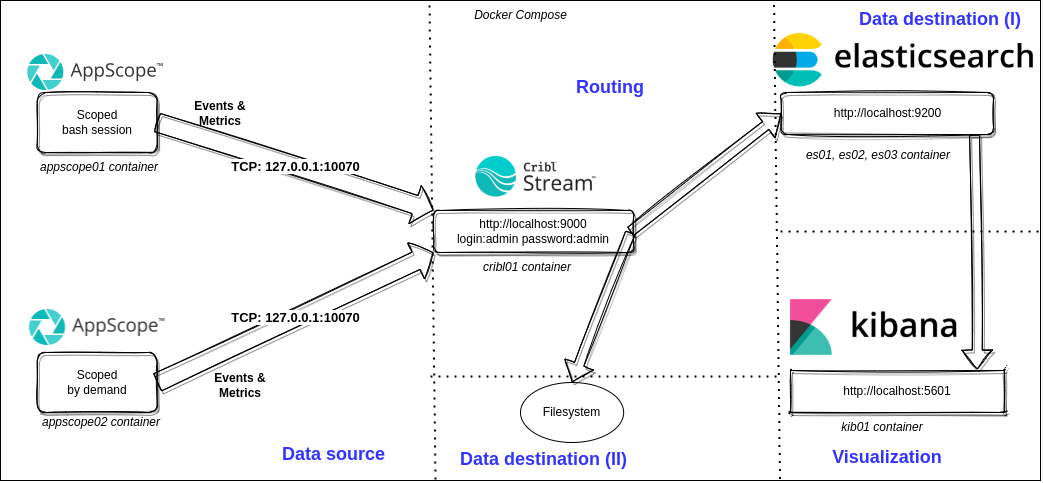 Docker Compose
Data destination (I)
elasticsearch
AppScope™
Routing
Scoped
bash session
Events &
Metrics
http://localhost:9200
appscope01 container
TCP: 127.0.0.1:10070
es01, es02, es03 container
Cribl
Stream™
http://localhost:9000
login:admin password:admin
cribl01 container
AppScope™
TCP: 127.0.0.1:10070
kibana
Scoped
by demand
Events &
Metrics
http://localhost:5601
appscope02 container
Filesystem
kib01 container
Data source
Data destination (II)
Visualization